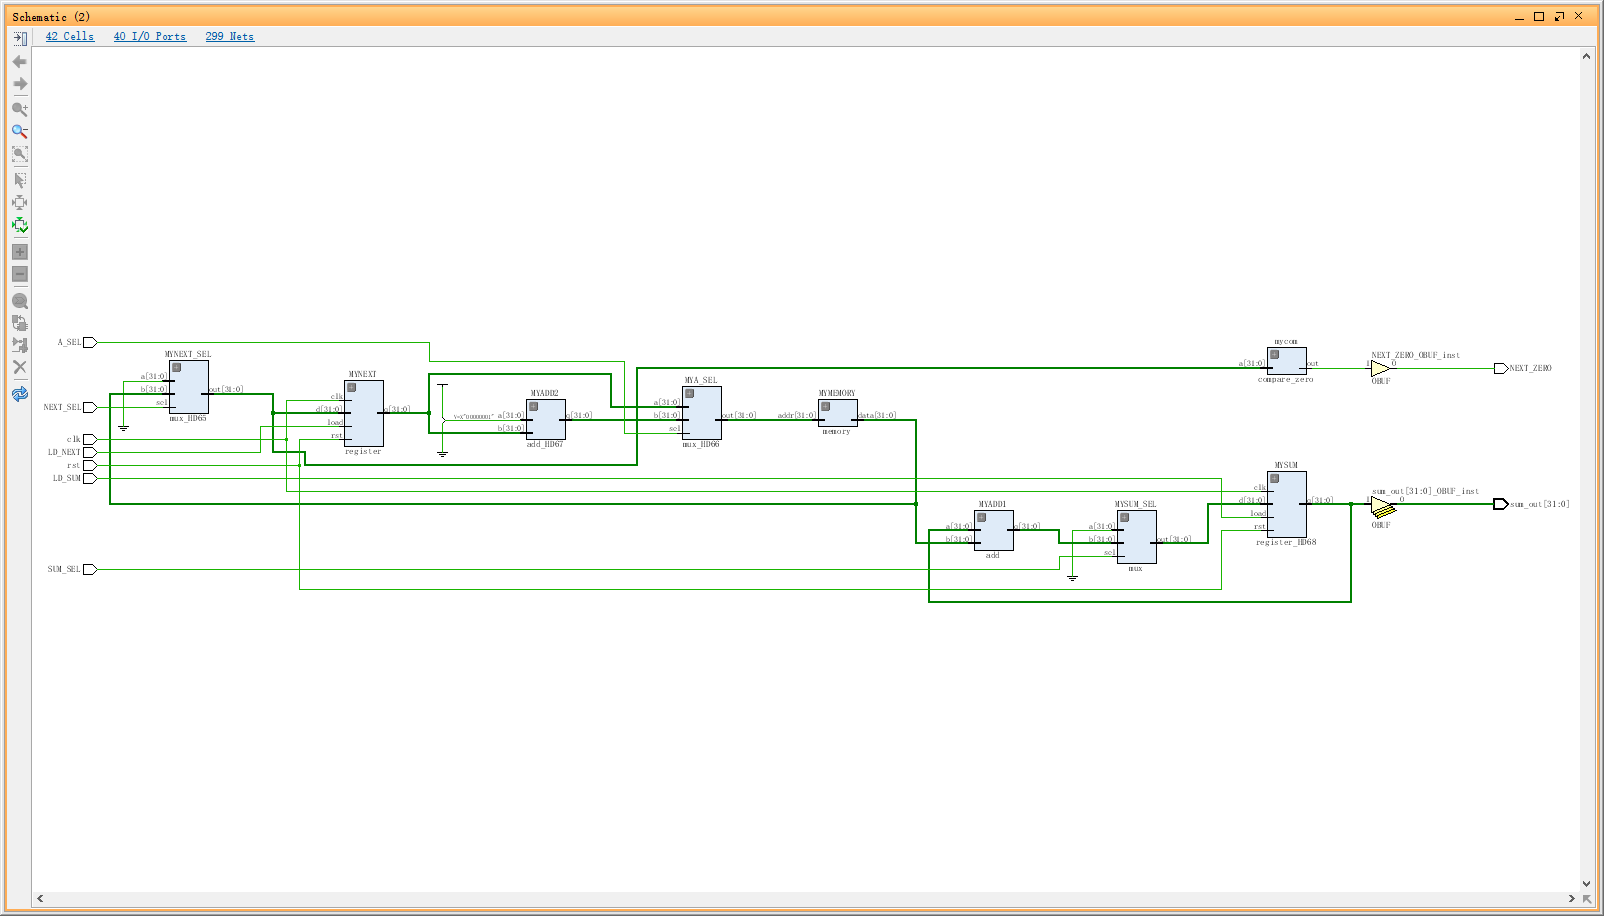 Schematic (2)
42 Cells 40 I/O Ports 299 Nets
A_SEL
NEXT_SEL
clk
LD_NEXT
rst
LD_SUM
SUM_SEL
MYNEXT_SEL
a[31:0]
b[31:0]
sel
out[31:0]
mux_HD65
MYNEXT
clk
d[31:0]
load
rst
q[31:0]
register
V=X"00000001"
MYADD2
a[31:0]
b[31:0]
q[31:0]
add_HD67
MYA_SEL
a[31:0]
b[31:0]
sel
out[31:0]
mux_HD66
MYMEMORY
addr[31:0]
data[31:0]
memory
MYADD1
a[31:0]
b[31:0]
q[31:0]
add
MYSUM_SEL
a[31:0]
b[31:0]
sel
out[31:0]
mux
mycom
a[31:0]
out
compare_zero
NEXT_ZERO_OBUF_inst
I
O
OBUF
NEXT_ZERO
MYSUM
clk
d[31:0]
load
rst
q[31:0]
register_HD68
sum_out[31:0]_OBUF_inst
I
O
OBUF
sum_out[31:0]